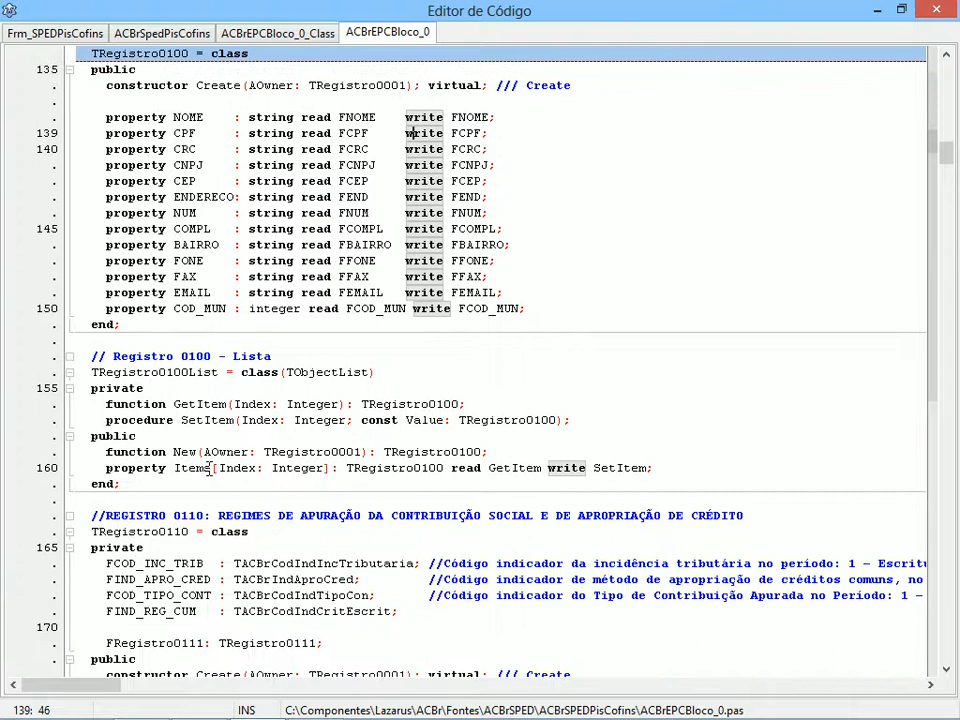 Editor de Código
Frm_SPEDPisCofins ACBrSpedPisCofins ACBrEPCBloco_0_Class ACBrEPCBloco_0
TRegistro0100 = class
135 public
. constructor Create(AOwner: TRegistro0001); virtual; /// Create
.
. property NOME : string read FNOME write FNOME;
139 property CPF : string read FCPF write FCPF;
140 property CRC : string read FCRC write FCRC;
. property CNPJ : string read FCNPJ write FCNPJ;
. property CEP : string read FCEP write FCEP;
. property ENDERECO: string read FEND write FEND;
. property NUM : string read FNUM write FNUM;
145 property COMPL : string read FCOMPL write FCOMPL;
. property BAIRRO : string read FBAIRRO write FBAIRRO;
. property FONE : string read FFONE write FFONE;
. property FAX : string read FFAX write FFAX;
. property EMAIL : string read FEMAIL write FEMAIL;
150 property COD_MUN : integer read FCOD_MUN write FCOD_MUN;
. end;
.
. // Registro 0100 - Lista
. TRegistro0100List = class(TObjectList)
155 private
. function GetItem(Index: Integer): TRegistro0100;
. procedure SetItem(Index: Integer; const Value: TRegistro0100);
. public
. function New(AOwner: TRegistro0001): TRegistro0100;
160 property Items[Index: Integer]: TRegistro0100 read GetItem write SetItem;
. end;
.
. //REGISTRO 0110: REGIMES DE APURAÇÃO DA CONTRIBUIÇÃO SOCIAL E DE APROPRIAÇÃO DE CRÉDITO
. TRegistro0110 = class
165 private
. FCOD_INC_TRIB : TACBrCodIndIncTributaria; //Código indicador da incidência tributária no período: 1 – Escritu
. FIND_APRO_CRED : TACBrIndAproCred; //Código indicador de método de apropriação de créditos comuns, no
. FCOD_TIPO_CONT : TACBrCodIndTipoCon; //Código indicador do Tipo de Contribuição Apurada no Período: 1 –
. FIND_REG_CUM : TACBrCodIndCritEscrit;
170
. FRegistro0111: TRegistro0111;
. public
. constructor Create(AOwner: TRegistro0001); virtual; /// Create
139: 46 INS C:\Componentes\Lazarus\ACBr\Fontes\ACBrSPED\ACBrSPEDPisCofins\ACBrEPCBloco_0.pas